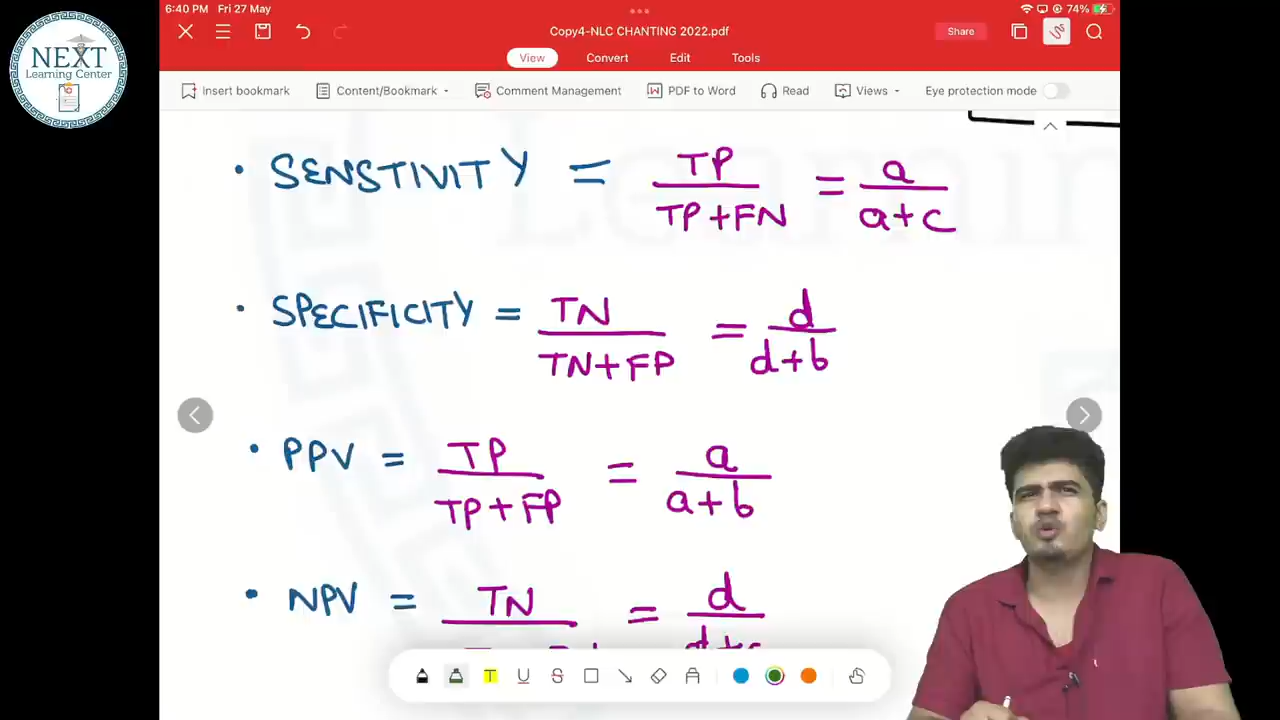 6:40 PM Fri 27 May
74%
NEXT
Learning Center
Copy4-NLC CHANTING 2022.pdf
Share
View Convert Edit Tools
Insert bookmark Content/Bookmark Comment Management PDF to Word Read Views Eye protection mode
Learnin
• SENSTIVITY = TP / TP+FN = a / a+c
• SPECIFICITY = TN / TN+FP = d / d+b
• PPV = TP / TP+FP = a / a+b
• NPV = TN = d / d+c
T U S A